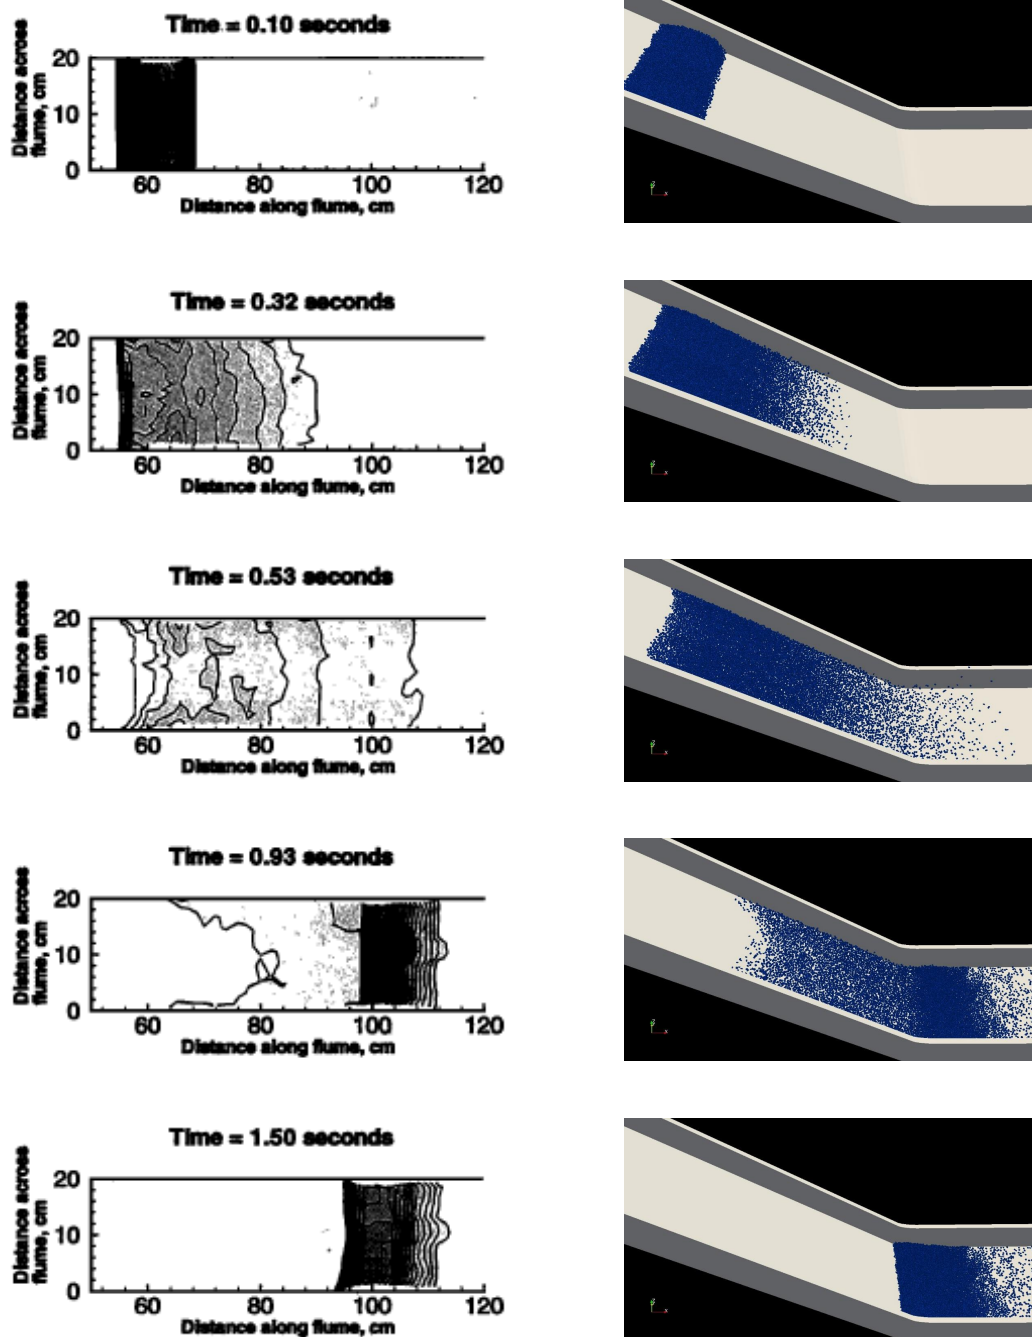 Time = 0.10 seconds
Distance across
flume, cm
20
10
0
60 80 100 120
Distance along flume, cm
Time = 0.32 seconds
Distance across
flume, cm
20
10
0
60 80 100 120
Distance along flume, cm
Time = 0.53 seconds
Distance across
flume, cm
20
10
0
60 80 100 120
Distance along flume, cm
Time = 0.93 seconds
Distance across
flume, cm
20
10
0
60 80 100 120
Distance along flume, cm
Time = 1.50 seconds
Distance across
flume, cm
20
10
0
60 80 100 120
Distance along flume, cm